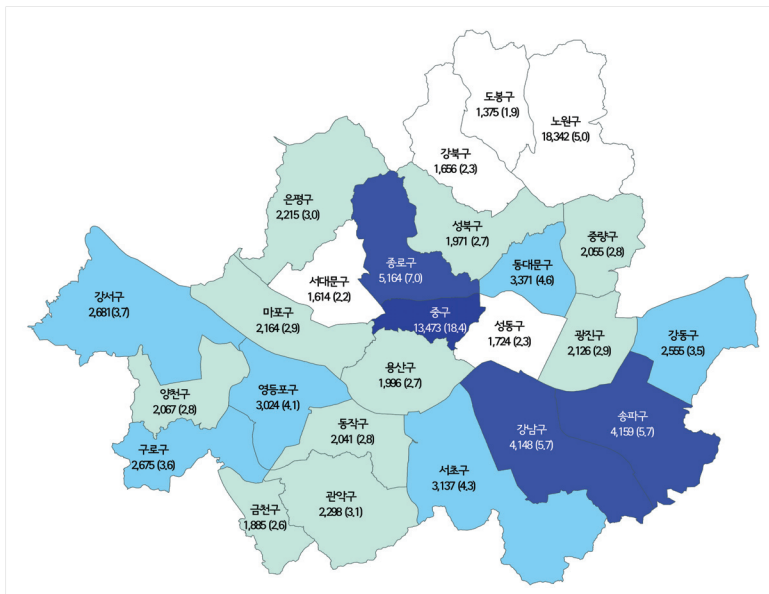 도봉구
1,375 (1,9)
노원구
18,342 (5,0)
강북구
1,656 (2,3)
은평구
2,215 (3,0)
성북구
1,971 (2,7)
중랑구
2,055 (2,8)
종로구
5,164 (7,0)
동대문구
3,371 (4,6)
서대문구
1,614 (2,2)
강서구
2,681(3,7)
마포구
2,164 (2,9)
중구
13,473 (18,4)
성동구
1,724 (2,3)
광진구
2,126 (2,9)
강동구
2,555 (3,5)
용산구
1,996 (2,7)
양천구
2,067 (2,8)
영등포구
3,024 (4,1)
동작구
2,041 (2,8)
강남구
4,148 (5,7)
송파구
4,159 (5,7)
구로구
2,675 (3,6)
서초구
3,137 (4,3)
관악구
2,298 (3,1)
금천구
1,885 (2,6)